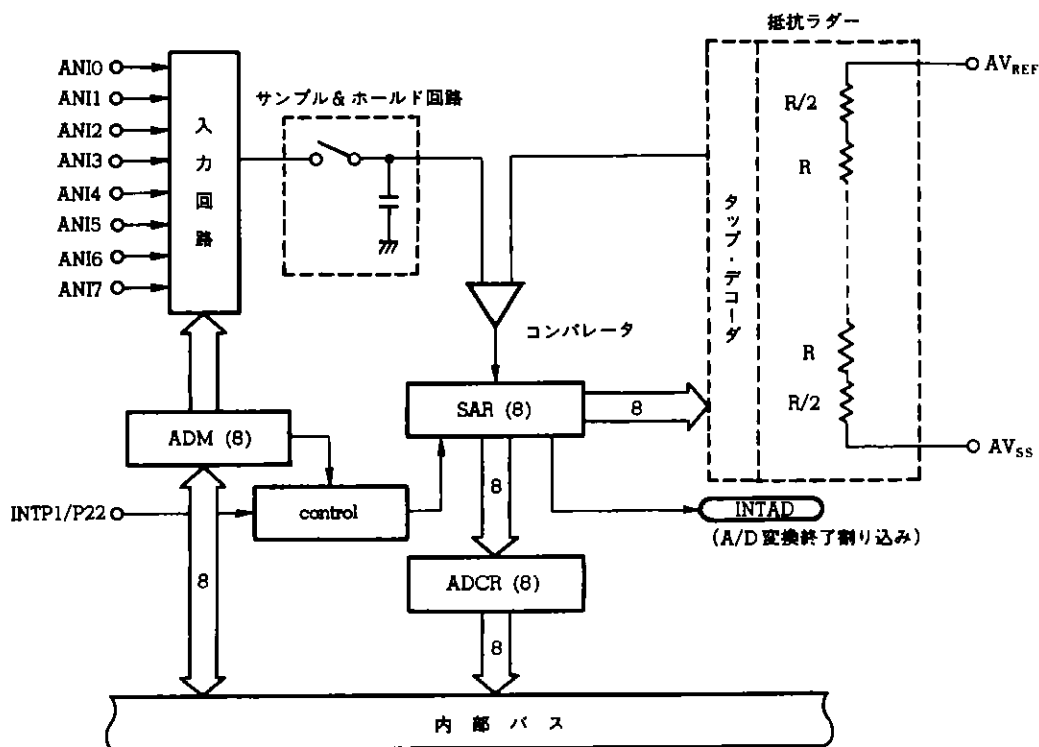 抵抗ラダー
ANI0
ANI1
ANI2
ANI3
ANI4
ANI5
ANI6
ANI7
入力回路
サンプル&ホールド回路
AVREF
R/2
R
タップ・デコーダ
R
R/2
AVSS
コンパレータ
SAR (8)
8
ADM (8)
INTP1/P22
control
8
INTAD
(A/D変換終了割り込み)
8
ADCR (8)
8
内部バス